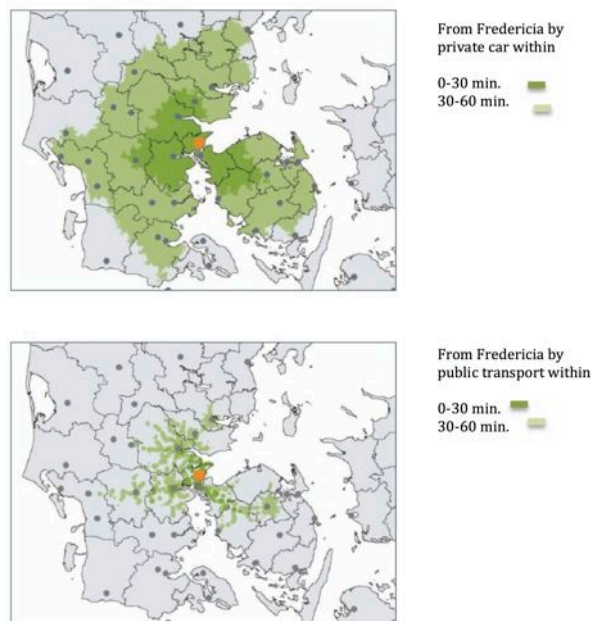 From Fredericia by
private car within
0-30 min.
30-60 min.
From Fredericia by
public transport within
0-30 min.
30-60 min.